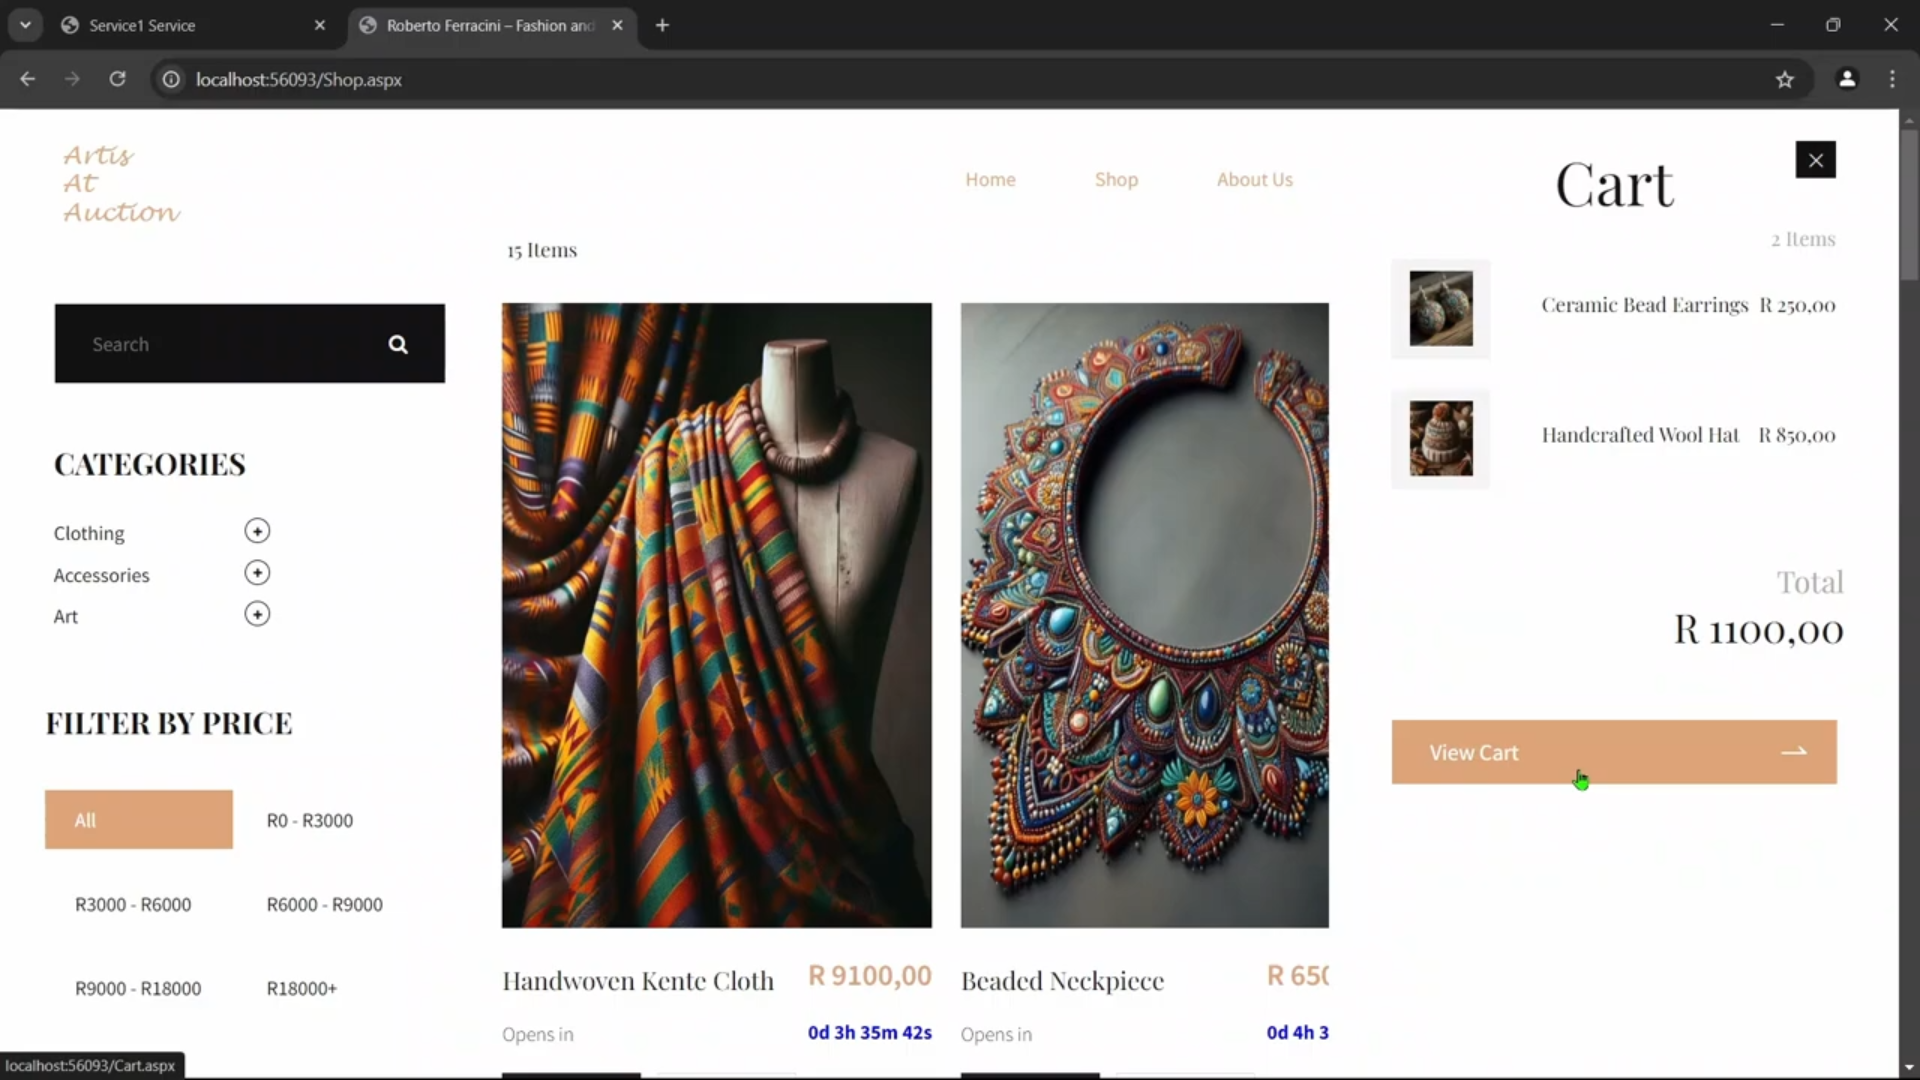 Service1 Service
Roberto Ferracini – Fashion and
localhost:56093/Shop.aspx
Artis
At
Auction
Home
Shop
About Us
Cart
2 Items
15 Items
Search
CATEGORIES
Clothing
Accessories
Art
FILTER BY PRICE
All
R0 - R3000
R3000 - R6000
R6000 - R9000
R9000 - R18000
R18000+
Handwoven Kente Cloth
R 9100,00
Opens in
0d 3h 35m 42s
Beaded Neckpiece
R 650
Opens in
0d 4h 3
Ceramic Bead Earrings R 250,00
Handcrafted Wool Hat R 850,00
Total
R 1100,00
View Cart
localhost:56093/Cart.aspx